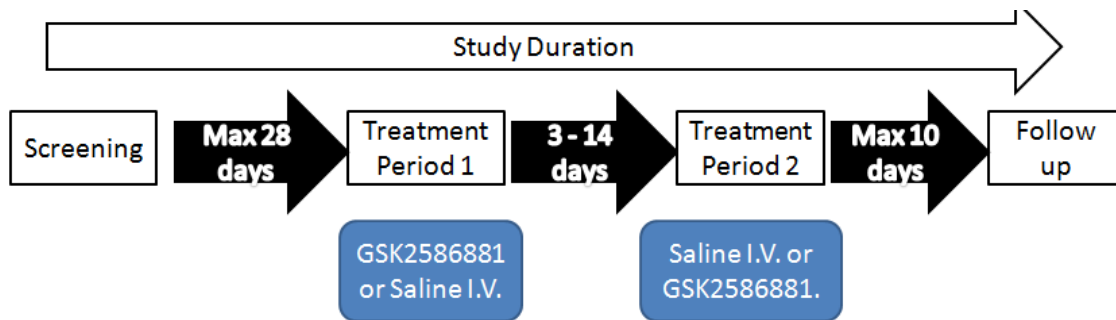 Study Duration
Screening
Max 28
days
Treatment
Period 1
3 - 14
days
Treatment
Period 2
Max 10
days
Follow
up
GSK2586881
or Saline I.V.
Saline I.V. or
GSK2586881.